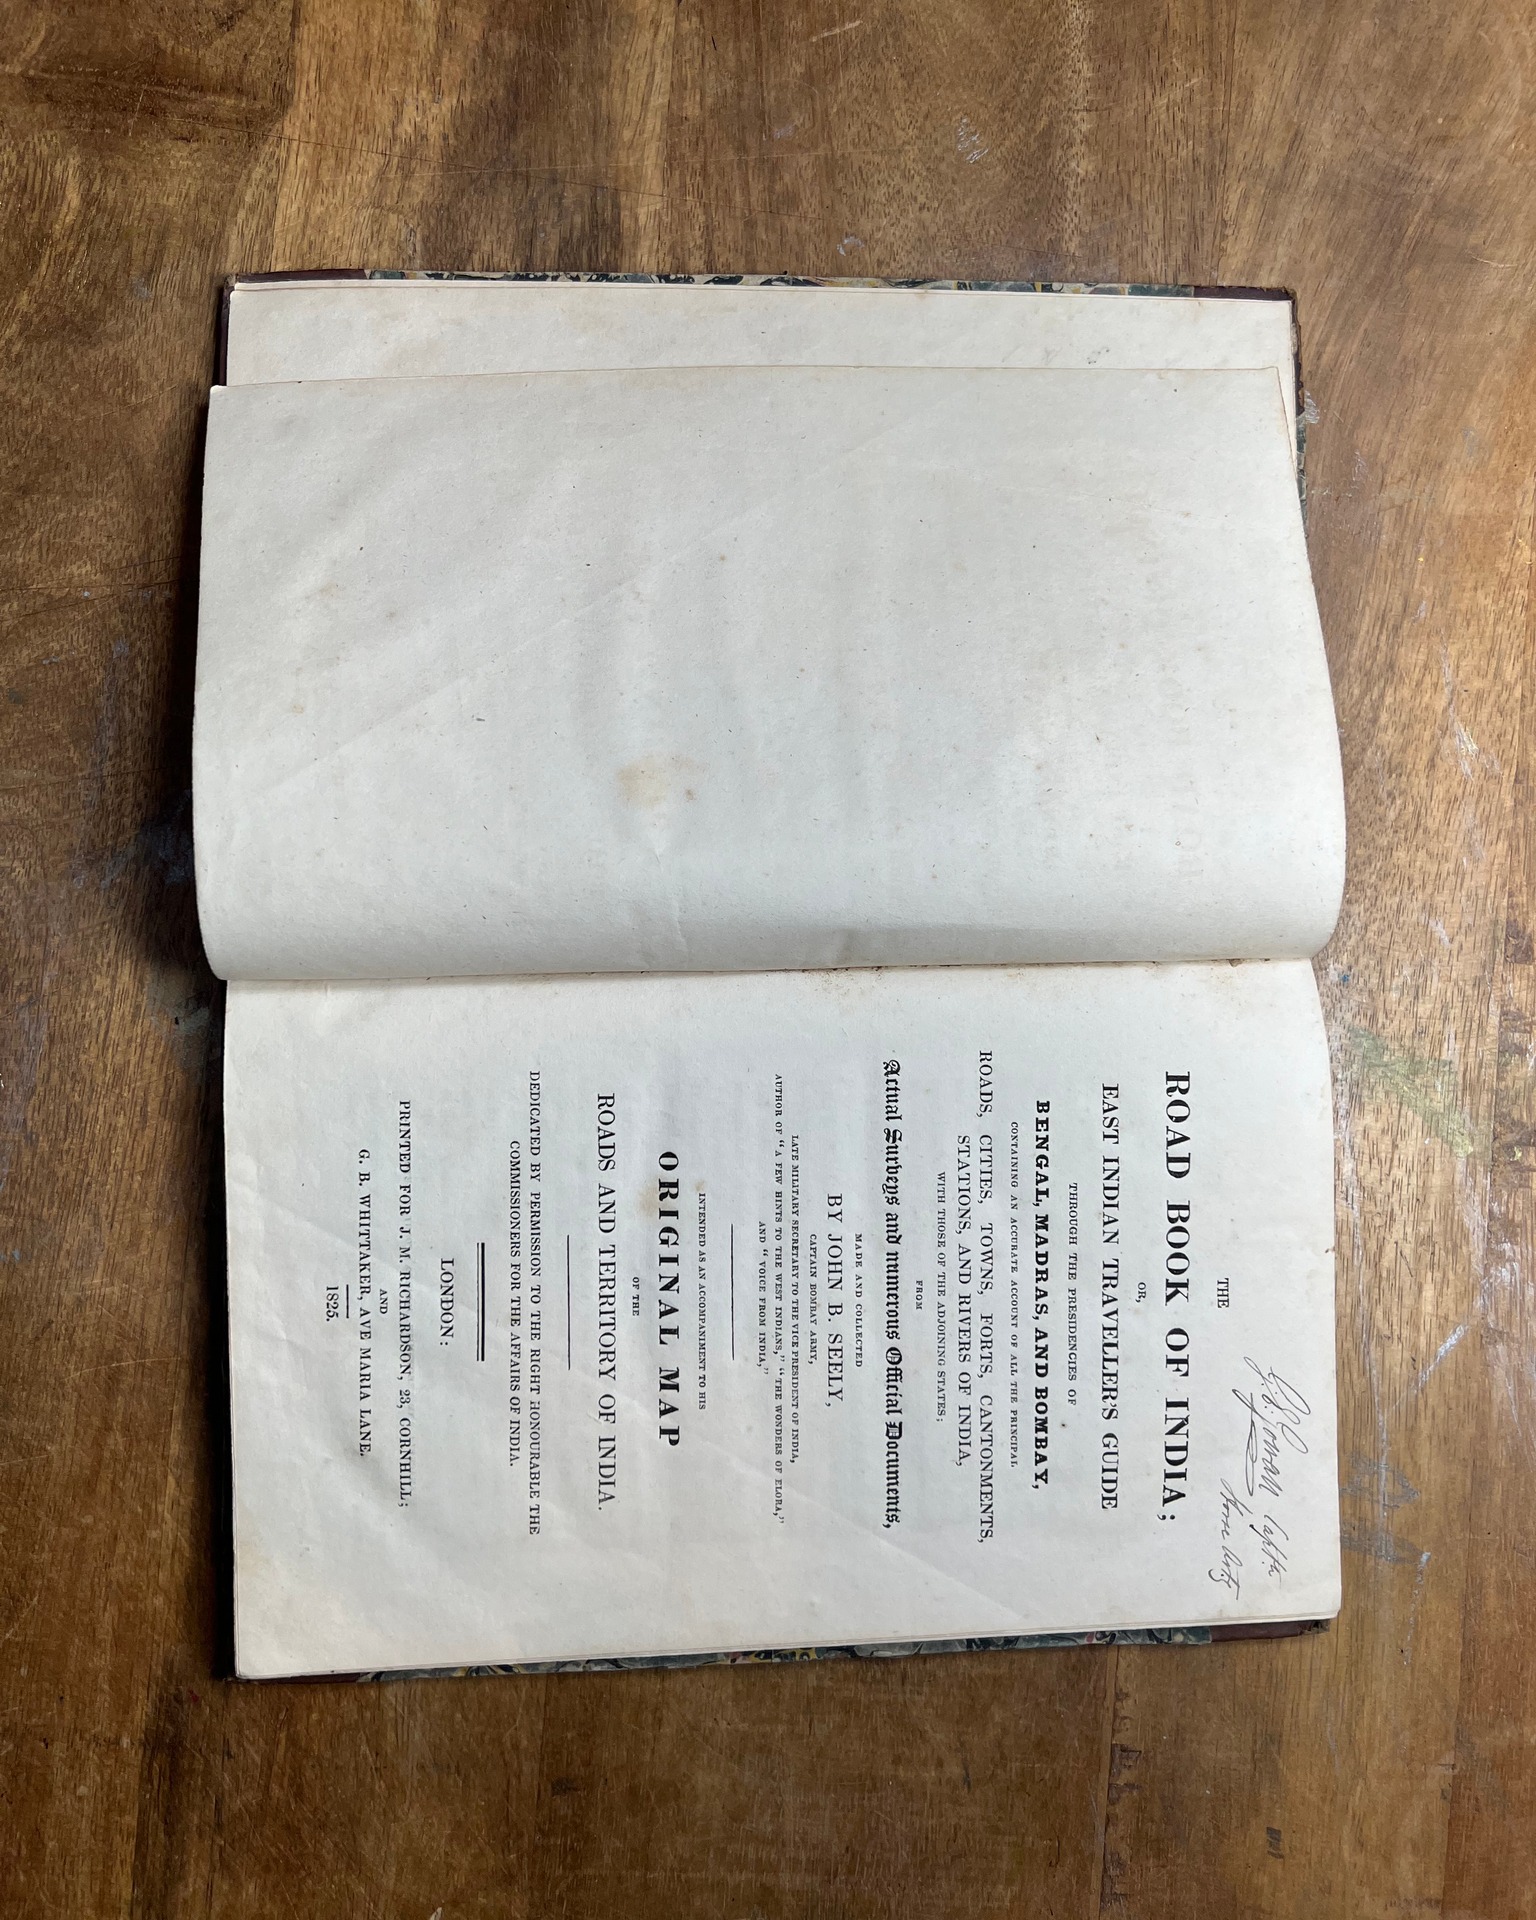 Captn
Horse Arty
THE
ROAD BOOK OF INDIA;
OR,
EAST INDIAN TRAVELLER'S GUIDE
THROUGH THE PRESIDENCIES OF
BENGAL, MADRAS, AND BOMBAY,
CONTAINING AN ACCURATE ACCOUNT OF ALL THE PRINCIPAL
ROADS, CITIES, TOWNS, FORTS, CANTONMENTS,
STATIONS, AND RIVERS OF INDIA,
WITH THOSE OF THE ADJOINING STATES;
FROM
Actual Surveys and numerous Official Documents,
MADE AND COLLECTED
BY JOHN B. SEELY,
CAPTAIN BOMBAY ARMY,
LATE MILITARY SECRETARY TO THE VICE PRESIDENT OF INDIA,
AUTHOR OF "A FEW HINTS TO THE WEST INDIANS," "THE WONDERS OF ELORA,"
AND "VOICE FROM INDIA,"
INTENDED AS AN ACCOMPANIMENT TO HIS
ORIGINAL MAP
OF THE
ROADS AND TERRITORY OF INDIA.
DEDICATED BY PERMISSION TO THE RIGHT HONOURABLE THE
COMMISSIONERS FOR THE AFFAIRS OF INDIA.
LONDON:
PRINTED FOR J. M. RICHARDSON, 23, CORNHILL;
AND
G. B. WHITTAKER, AVE MARIA LANE.
1825.